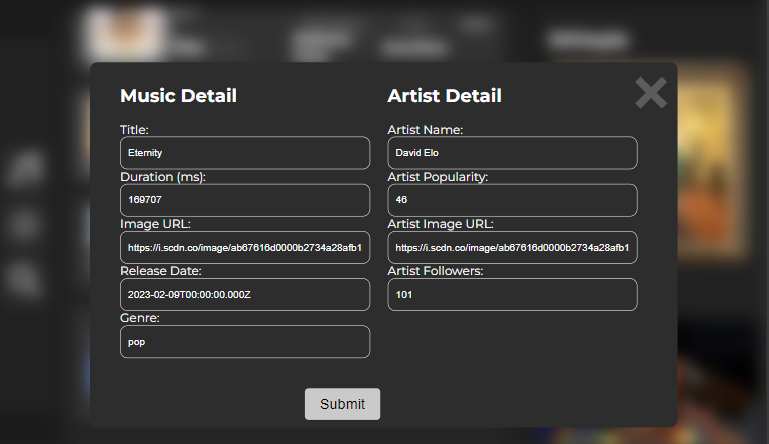 Music Detail
Title:
Eternity
Duration (ms):
169707
Image URL:
https://i.scdn.co/image/ab67616d0000b2734a28afb1
Release Date:
2023-02-09T00:00:00.000Z
Genre:
pop
Artist Detail
Artist Name:
David Elo
Artist Popularity:
46
Artist Image URL:
https://i.scdn.co/image/ab67616d0000b2734a28afb1
Artist Followers:
101
Submit